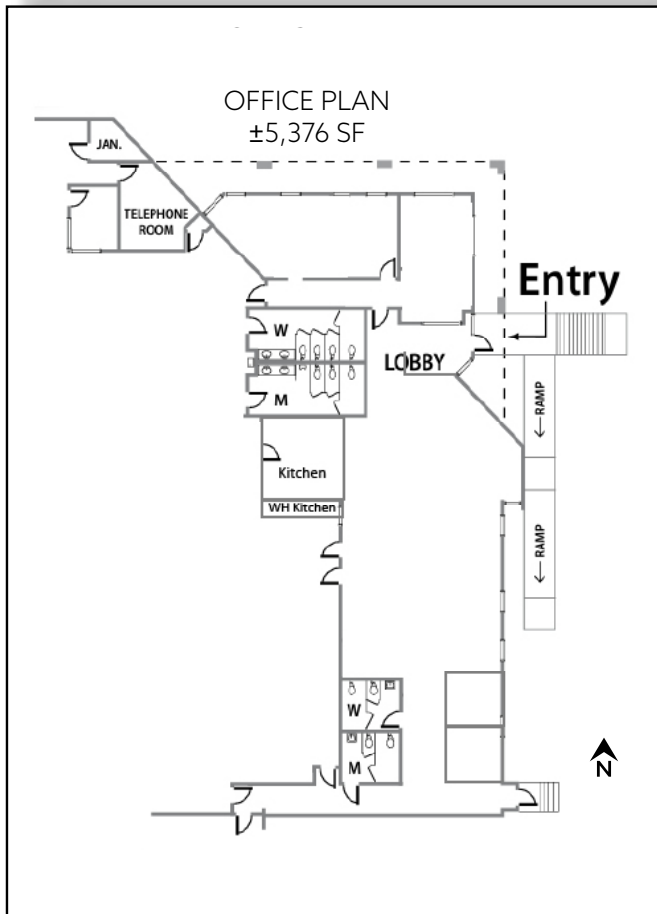 OFFICE PLAN
±5,376 SF
JAN.
TELEPHONE
ROOM
Entry
W
LOBBY
M
← RAMP
Kitchen
WH Kitchen
← RAMP
W
M
N